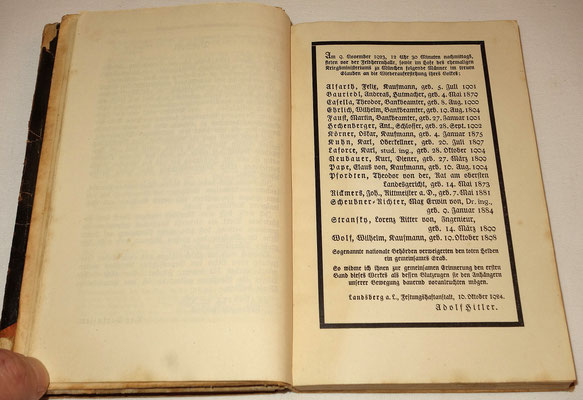 Am 9. November 1923, 12 Uhr 30 Minuten nachmittags,
fielen vor der Feldherrnhalle, sowie im Hofe des ehemaligen
Kriegsministeriums zu München folgende Männer im treuen
Glauben an die Wiederauferstehung ihres Volkes:
Alfarth, Felix, Kaufmann, geb. 5. Juli 1901
Bauriedl, Andreas, Hutmacher, geb. 4. Mai 1879
Casella, Theodor, Bankbeamter, geb. 8. Aug. 1900
Ehrlich, Wilhelm, Bankbeamter, geb. 19. Aug. 1894
Faust, Martin, Bankbeamter, geb. 27. Januar 1901
Hechenberger, Ant., Schlosser, geb. 28. Sept. 1902
Körner, Oskar, Kaufmann, geb. 4. Januar 1875
Kuhn, Karl, Oberkellner, geb. 26. Juli 1897
Laforce, Karl, stud. ing., geb. 28. Oktober 1904
Neubauer, Kurt, Diener, geb. 27. März 1899
Pape, Claus von, Kaufmann, geb. 16. Aug. 1904
Pfordten, Theodor von der, Rat am obersten
Landesgericht, geb. 14. Mai 1873
Rickmers, Joh., Rittmeister a. D., geb. 7. Mai 1881
Scheubner-Richter, Max Erwin von, Dr. ing.,
geb. 9. Januar 1884
Stransky, Lorenz Ritter von, Ingenieur,
geb. 14. März 1899
Wolf, Wilhelm, Kaufmann, geb. 19. Oktober 1898
Sogenannte nationale Behörden verweigerten den toten Helden
ein gemeinsames Grab.
So widme ich ihnen zur gemeinsamen Erinnerung den ersten
Band dieses Werkes als dessen Blutzeugen sie den Anhängern
unserer Bewegung dauernd voranleuchten mögen.
Landsberg a. L., Festungshaftanstalt, 16. Oktober 1924.
Adolf Hitler.